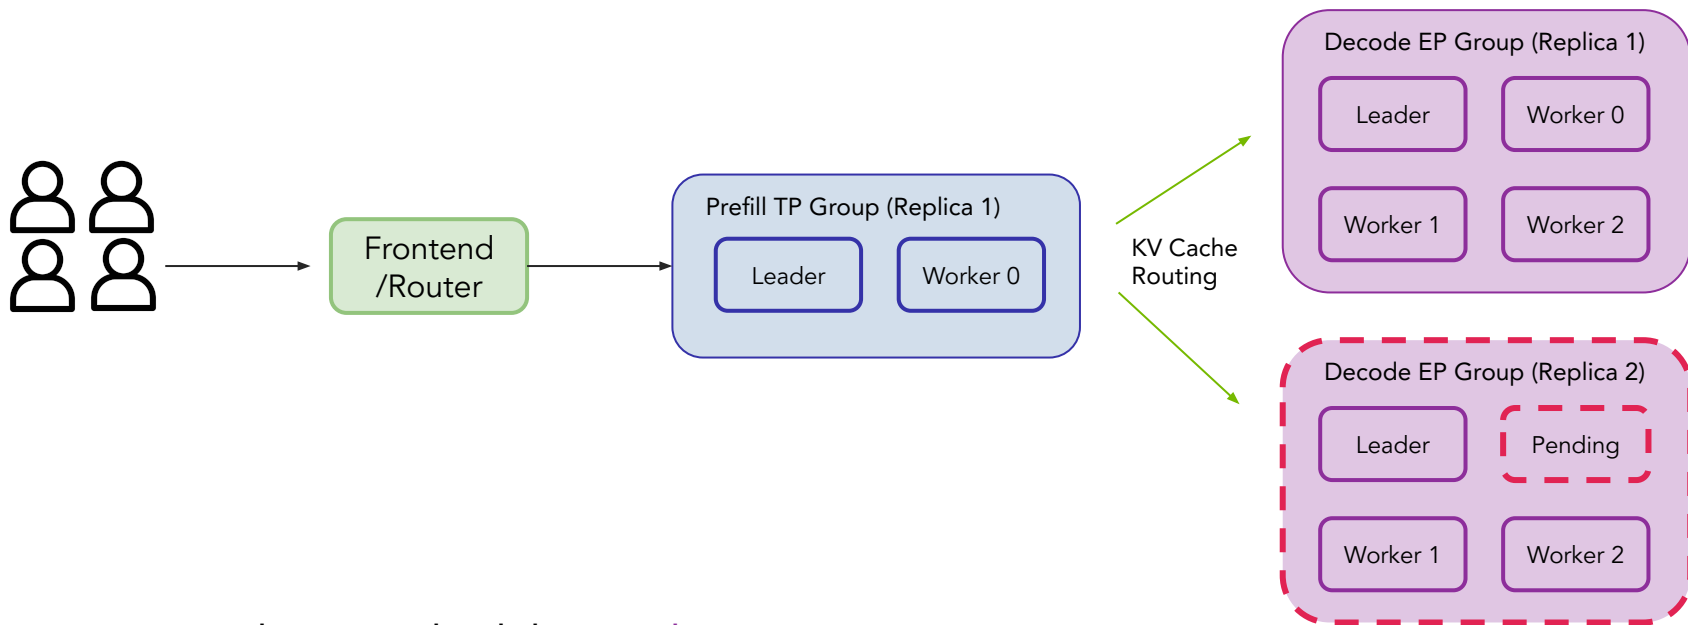 Decode EP Group (Replica 1)
Leader
Worker 0
Worker 1
Worker 2
Prefill TP Group (Replica 1)
Leader
Worker 0
Frontend
/Router
KV Cache
Routing
Decode EP Group (Replica 2)
Leader
Pending
Worker 1
Worker 2